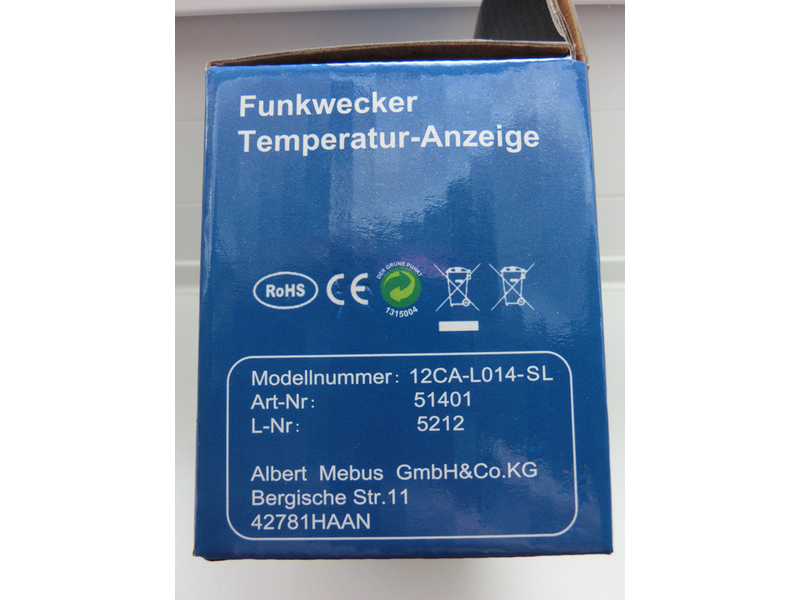 Funkwecker
Temperatur-Anzeige
RoHS
CE
DER GRÜNE PUNKT
1315004
Modellnummer: 12CA-L014-SL
Art-Nr: 51401
L-Nr: 5212
Albert Mebus GmbH&Co.KG
Bergische Str.11
42781HAAN